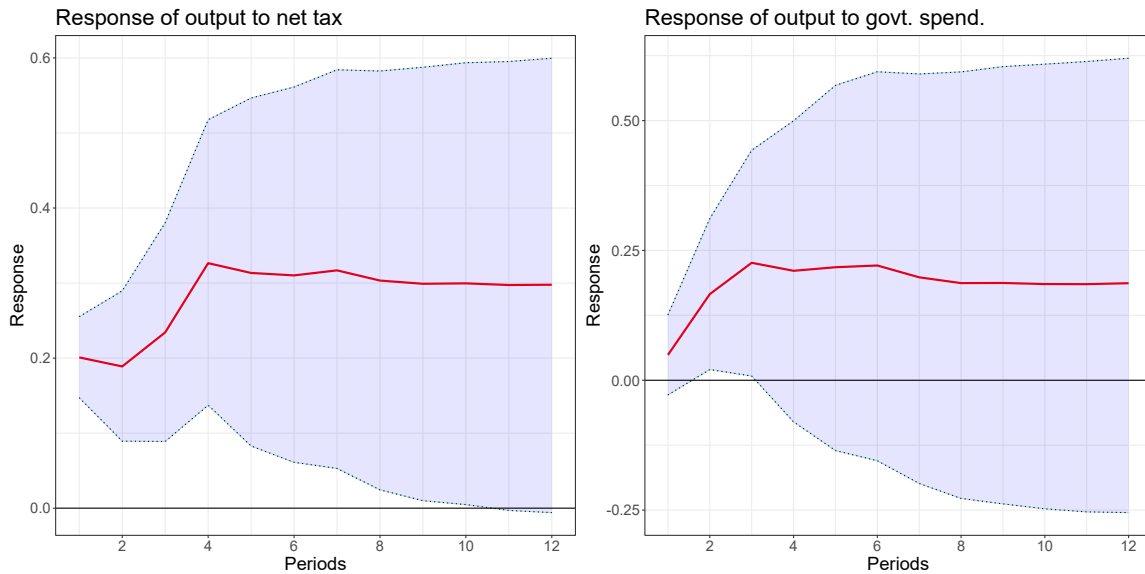 Response of output to net tax
Response
0.6
0.4
0.2
0.0
2 4 6 8 10 12
Periods
Response of output to govt. spend.
Response
0.50
0.25
0.00
-0.25
2 4 6 8 10 12
Periods